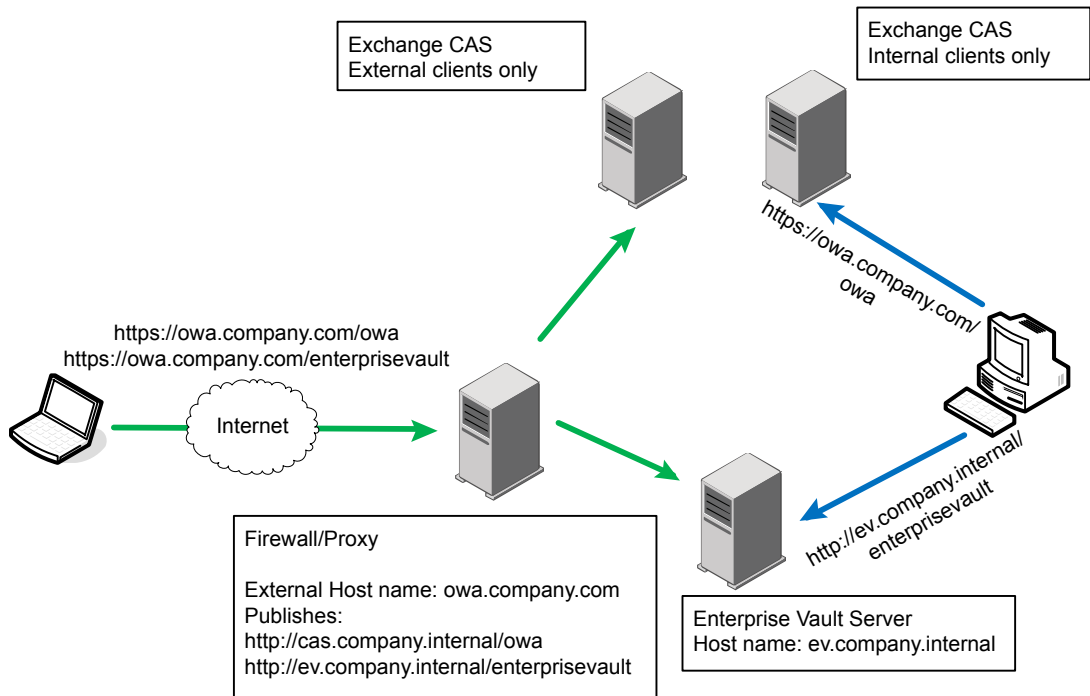 Exchange CAS
External clients only
Exchange CAS
Internal clients only
https://owa.company.com/
owa
https://owa.company.com/owa
https://owa.company.com/enterprisevault
Internet
http://ev.company.internal/
enterprisevault
Firewall/Proxy
External Host name: owa.company.com
Publishes:
http://cas.company.internal/owa
http://ev.company.internal/enterprisevault
Enterprise Vault Server
Host name: ev.company.internal